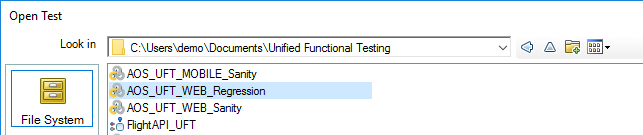 Open Test
Look in
C:\Users\demo\Documents\Unified Functional Testing
AOS_UFT_MOBILE_Sanity
AOS_UFT_WEB_Regression
AOS_UFT_WEB_Sanity
FlightAPI_UFT
File System